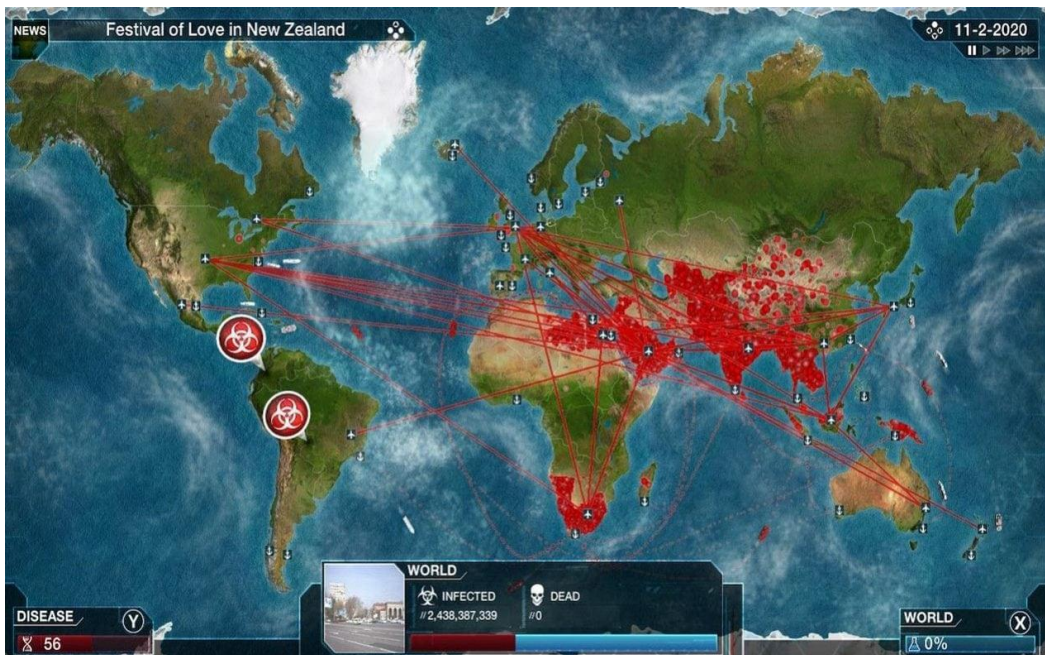 NEWS
Festival of Love in New Zealand
11-2-2020
WORLD
INFECTED
DEAD
//2,438,387,339
//0
DISEASE
Y
56
WORLD
X
0%